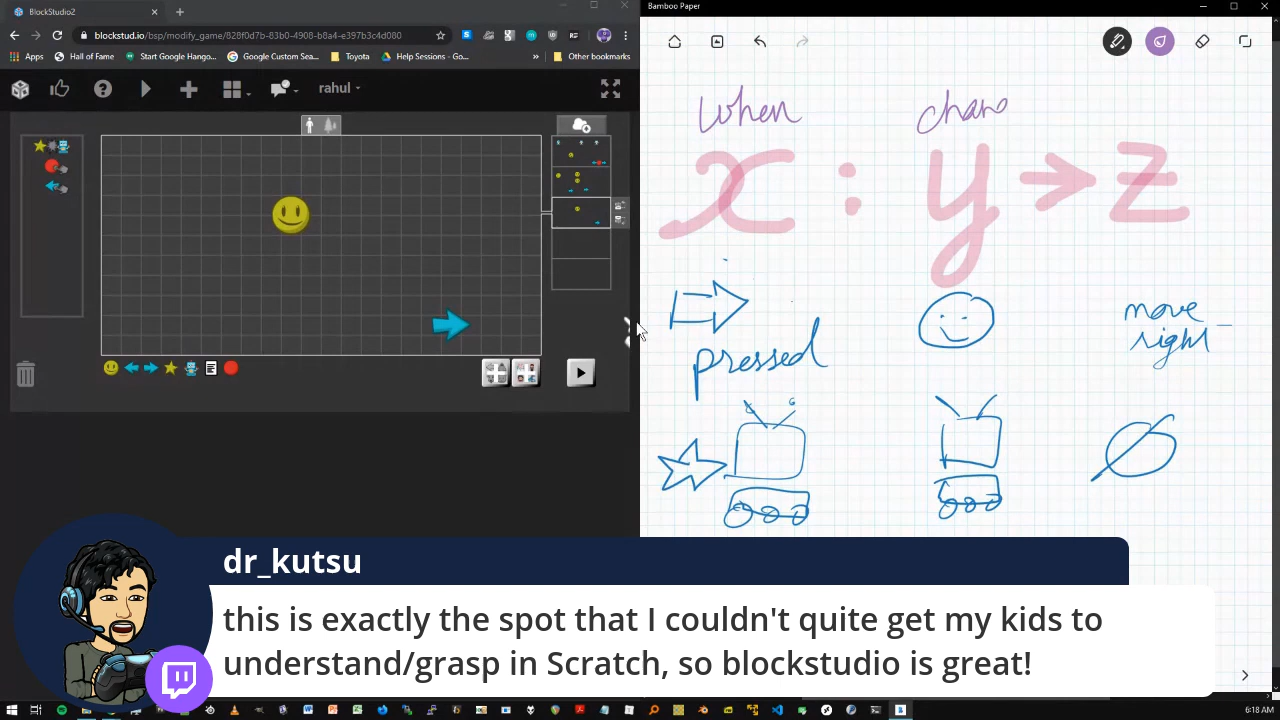 BlockStudio2
Bamboo Paper
blockstud.io/bsp/modify_game/828f0d7b-83b0-4908-b8a4-e397b3c4d080
Apps
Hall of Fame
Start Google Hango...
Google Custom Sea...
Toyota
Help Sessions - Go...
Other bookmarks
rahul
When
chan
x : y → z
pressed
move
right
dr_kutsu
this is exactly the spot that I couldn't quite get my kids to
understand/grasp in Scratch, so blockstudio is great!
6:18 AM